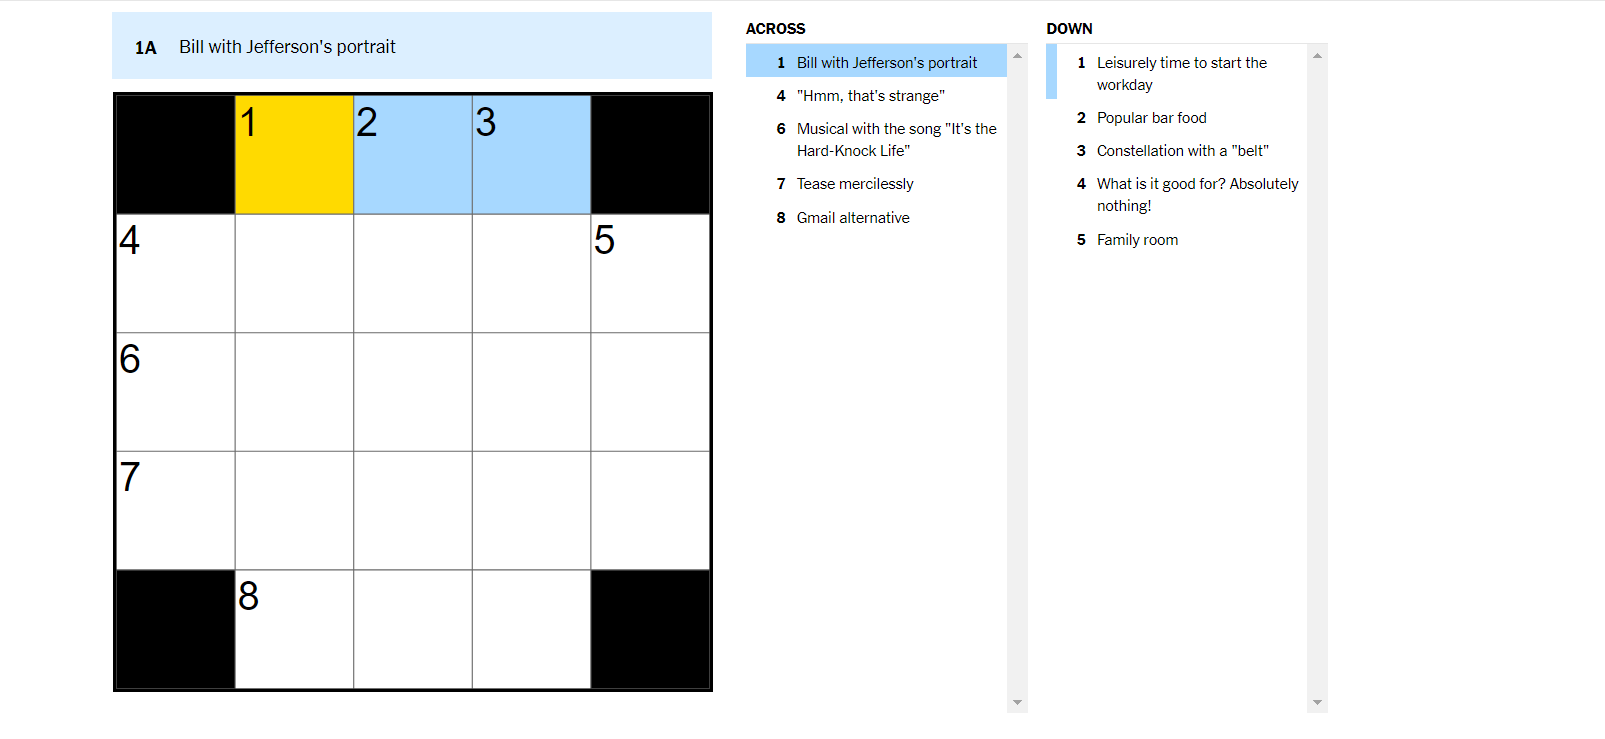 1A Bill with Jefferson's portrait
1 2 3
4 5
6
7
8
ACROSS
1 Bill with Jefferson's portrait
4 "Hmm, that's strange"
6 Musical with the song "It's the
Hard-Knock Life"
7 Tease mercilessly
8 Gmail alternative
DOWN
1 Leisurely time to start the
workday
2 Popular bar food
3 Constellation with a "belt"
4 What is it good for? Absolutely
nothing!
5 Family room